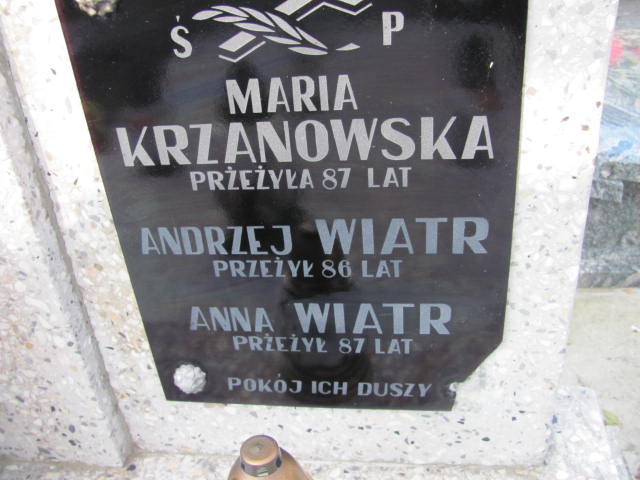 Ś P
MARIA
KRZANOWSKA
PRZEŻYŁA 87 LAT
ANDRZEJ WIATR
PRZEŻYŁ 86 LAT
ANNA WIATR
PRZEŻYŁ 87 LAT
POKÓJ ICH DUSZY